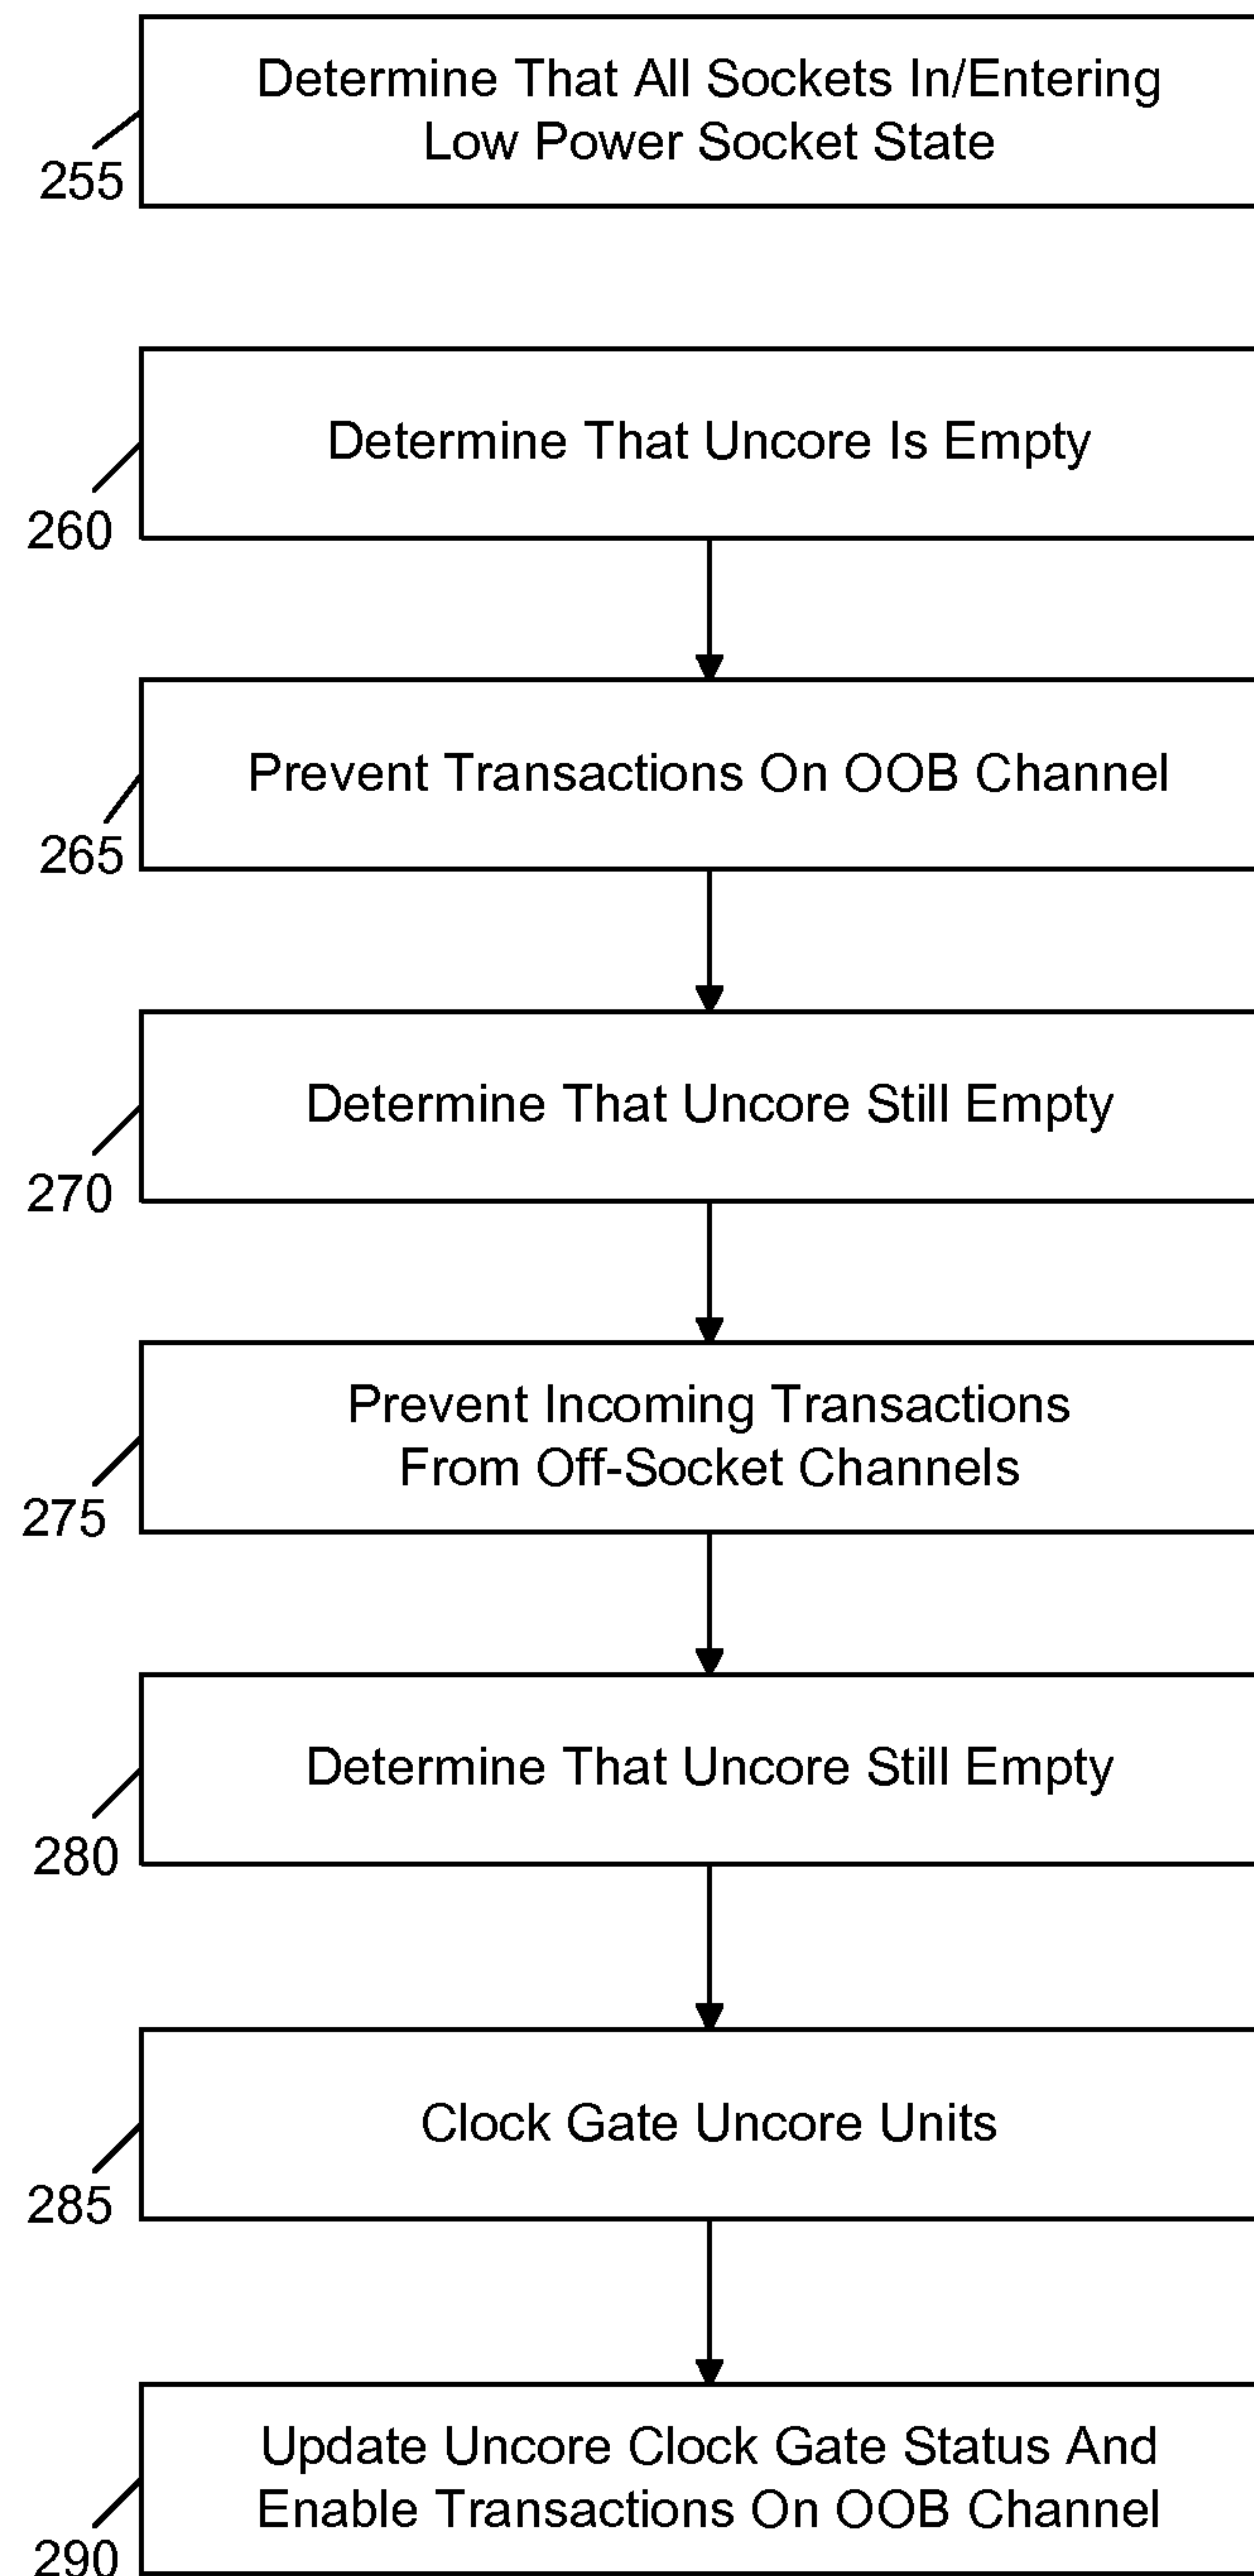 Determine That All Sockets In/Entering
Low Power Socket State
255
Determine That Uncore Is Empty
260
Prevent Transactions On OOB Channel
265
Determine That Uncore Still Empty
270
Prevent Incoming Transactions
From Off-Socket Channels
275
Determine That Uncore Still Empty
280
Clock Gate Uncore Units
285
Update Uncore Clock Gate Status And
Enable Transactions On OOB Channel
290